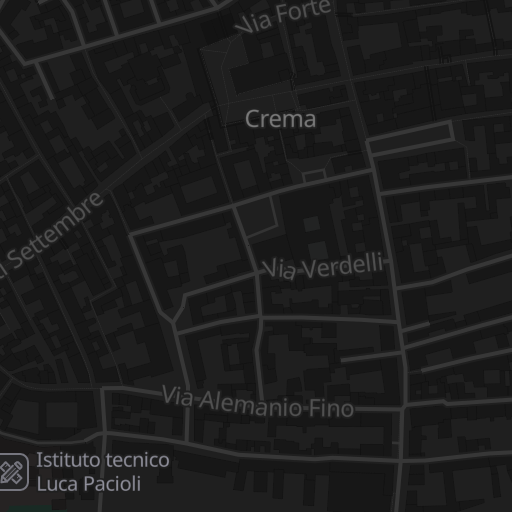 Via Forte
Crema
Settembre
Via Verdelli
Via Alemanio Fino
Istituto tecnico
Luca Pacioli